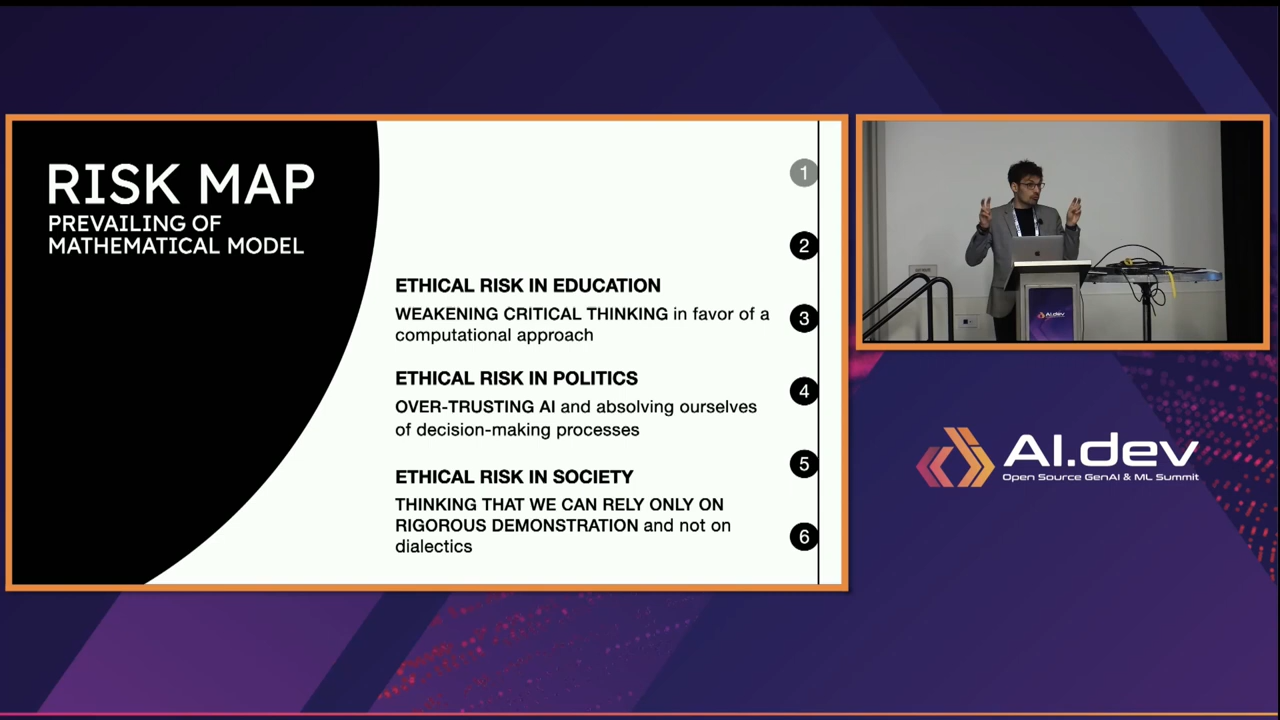 RISK MAP
PREVAILING OF
MATHEMATICAL MODEL
ETHICAL RISK IN EDUCATION
WEAKENING CRITICAL THINKING in favor of a
computational approach
ETHICAL RISK IN POLITICS
OVER-TRUSTING AI and absolving ourselves
of decision-making processes
ETHICAL RISK IN SOCIETY
THINKING THAT WE CAN RELY ONLY ON
RIGOROUS DEMONSTRATION and not on
dialectics
1
2
3
4
5
6
AI.dev
AI.dev
Open Source GenAI & ML Summit